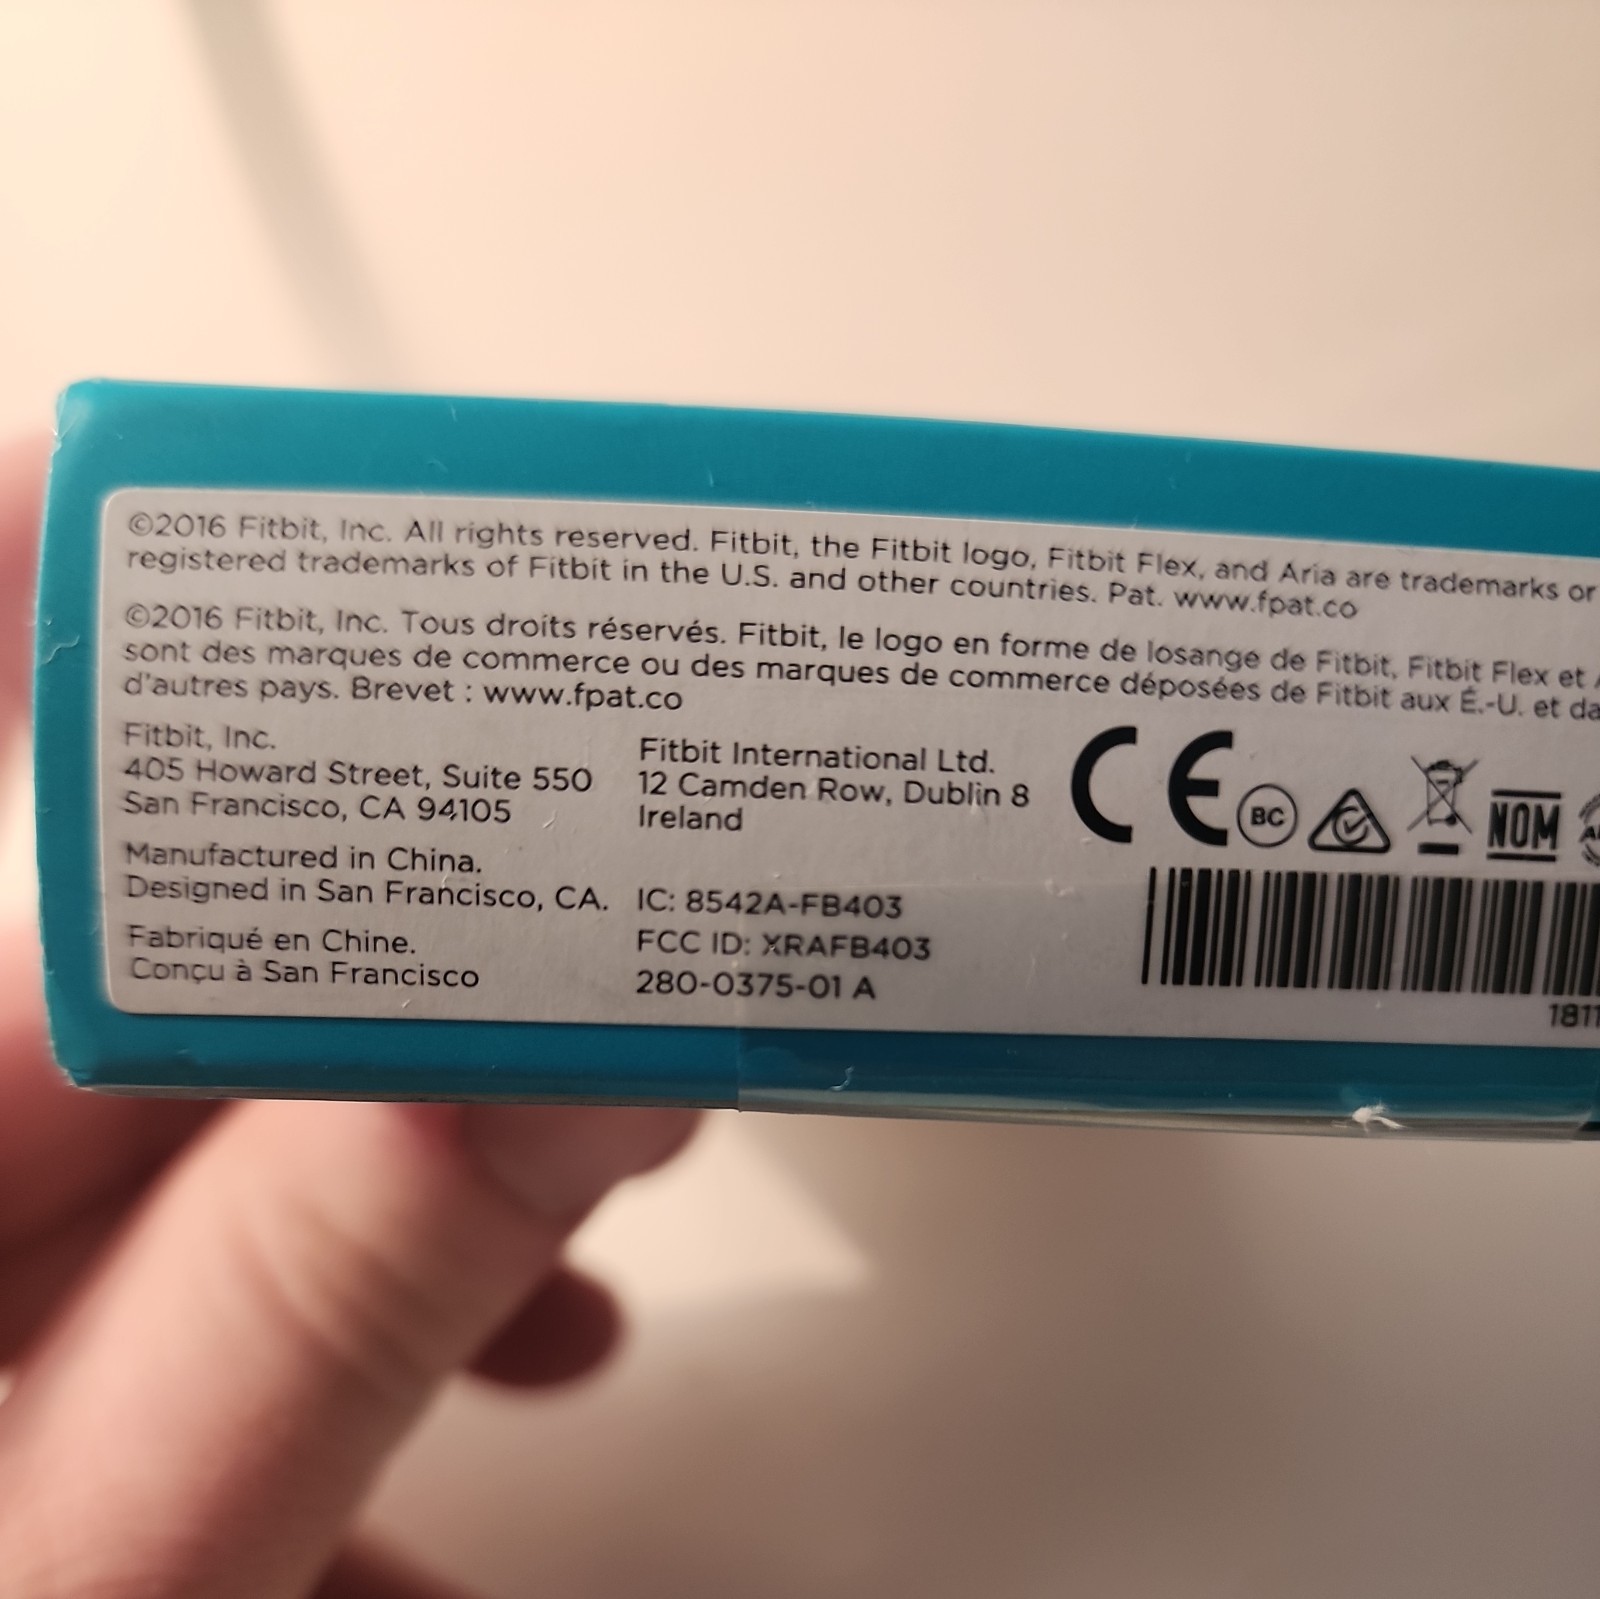 ©2016 Fitbit, Inc. All rights reserved. Fitbit, the Fitbit logo, Fitbit Flex, and Aria are trademarks or
registered trademarks of Fitbit in the U.S. and other countries. Pat. www.fpat.co
©2016 Fitbit, Inc. Tous droits réservés. Fitbit, le logo en forme de losange de Fitbit, Fitbit Flex et
sont des marques de commerce ou des marques de commerce déposées de Fitbit aux É.-U. et
d'autres pays. Brevet : www.fpat.co
Fitbit, Inc.
405 Howard Street, Suite 550
San Francisco, CA 94105
Manufactured in China.
Designed in San Francisco, CA.
Fabriqué en Chine.
Conçu à San Francisco
Fitbit International Ltd.
12 Camden Row, Dublin 8
Ireland
IC: 8542A-FB403
FCC ID: XRAFB403
280-0375-01 A
CE
BC
NOM
1811